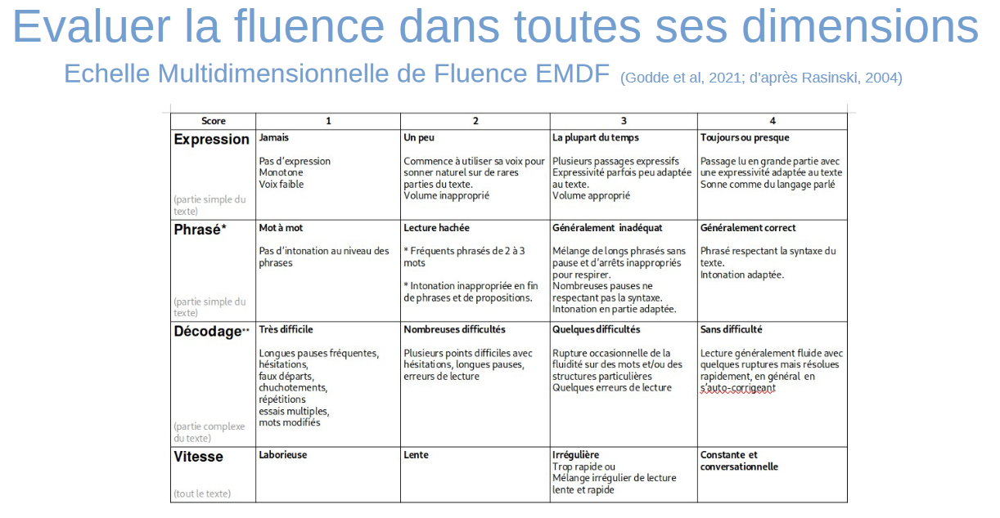 Evaluer la fluence dans toutes ses dimensions
Echelle Multidimensionnelle de Fluence EMDF (Godde et al, 2021; d'après Rasinski, 2004)
Score
1
2
3
4
Expression
(partie simple du
texte)
Jamais
Pas d'expression
Monotone
Voix faible
Un peu
Commence à utiliser sa voix pour
sonner naturel sur de rares
parties du texte.
Volume inapproprié
La plupart du temps
Plusieurs passages expressifs
Expressivité parfois peu adaptée
au texte.
Volume approprié
Toujours ou presque
Passage lu en grande partie avec
une expressivité adaptée au texte
Sonne comme du langage parlé
Phrasé*
(partie simple du
texte)
Mot à mot
Pas d'intonation au niveau des
phrases
Lecture hachée
* Fréquents phrasés de 2 à 3
mots
* Intonation inappropriée en fin
de phrases et de propositions.
Généralement inadéquat
Mélange de longs phrasés sans
pause et d'arrêts inappropriés
pour respirer.
Nombreuses pauses ne
respectant pas la syntaxe.
Intonation en partie adaptée.
Généralement correct
Phrasé respectant la syntaxe du
texte.
Intonation adaptée.
Décodage**
(partie complexe
du texte)
Très difficile
Longues pauses fréquentes,
hésitations,
faux départs,
chuchotements,
répétitions
essais multiples,
mots modifiés
Nombreuses difficultés
Plusieurs points difficiles avec
hésitations, longues pauses,
erreurs de lecture
Quelques difficultés
Rupture occasionnelle de la
fluidité sur des mots et/ou des
structures particulières
Quelques erreurs de lecture
Sans difficulté
Lecture généralement fluide avec
quelques ruptures mais résolues
rapidement, en général en
s'auto-corrigeant
Vitesse
(tout le texte)
Laborieuse
Lente
Irrégulière
Trop rapide ou
Mélange irrégulier de lecture
lente et rapide
Constante et
conversationnelle